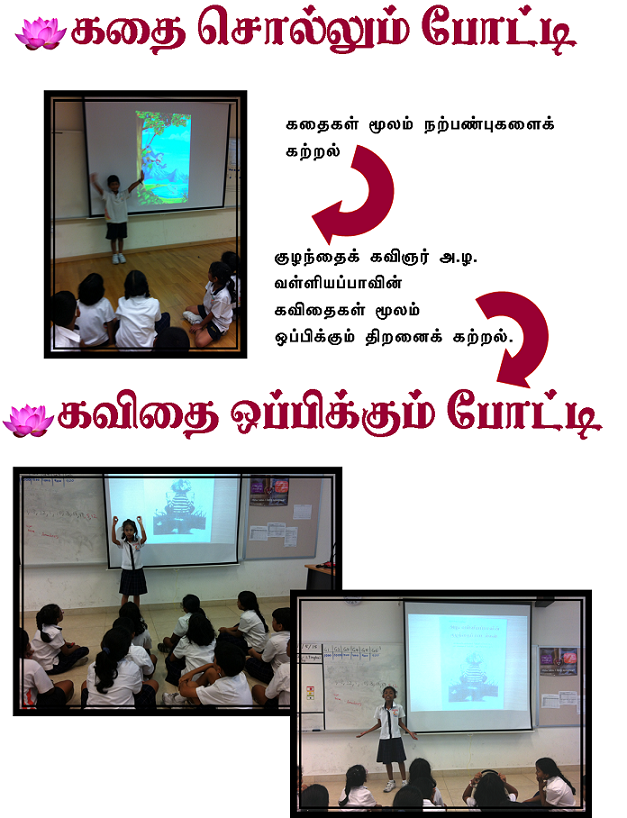 கதை சொல்லும் போட்டி
கதைகள் மூலம் நற்பண்புகளைக்
கற்றல்
குழந்தைக் கவிஞர் அ.ழ.
வள்ளியப்பாவின்
கவிதைகள் மூலம்
ஒப்பிக்கும் திறனைக் கற்றல்.
கவிதை ஒப்பிக்கும் போட்டி